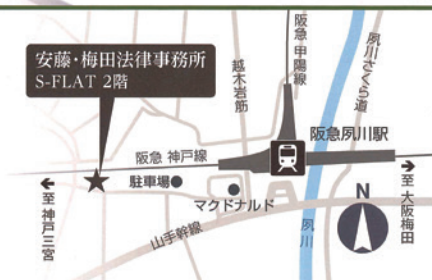 安藤・梅田法律事務所
S-FLAT 2階
阪急 甲陽線
夙川さくら道
越木岩筋
阪急夙川駅
阪急 神戸線
←至 神戸三宮
駐車場
マクドナルド
→至 大阪梅田
山手幹線
夙川
N